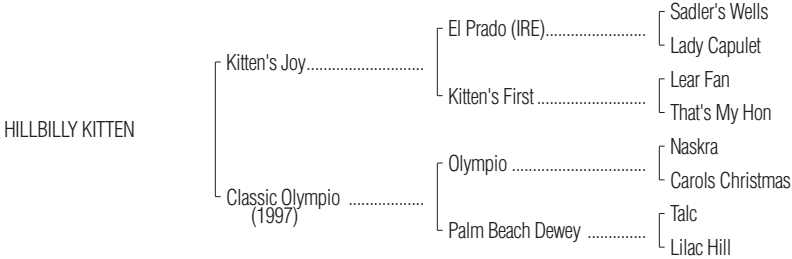 Sadler's Wells
El Prado (IRE)........................
Lady Capulet
Kitten's Joy............................
Lear Fan
Kitten's First ..........................
That's My Hon
HILLBILLY KITTEN
Naskra
Olympio ................................
Carols Christmas
Classic Olympio ..................
(1997)
Talc
Palm Beach Dewey ..............
Lilac Hill